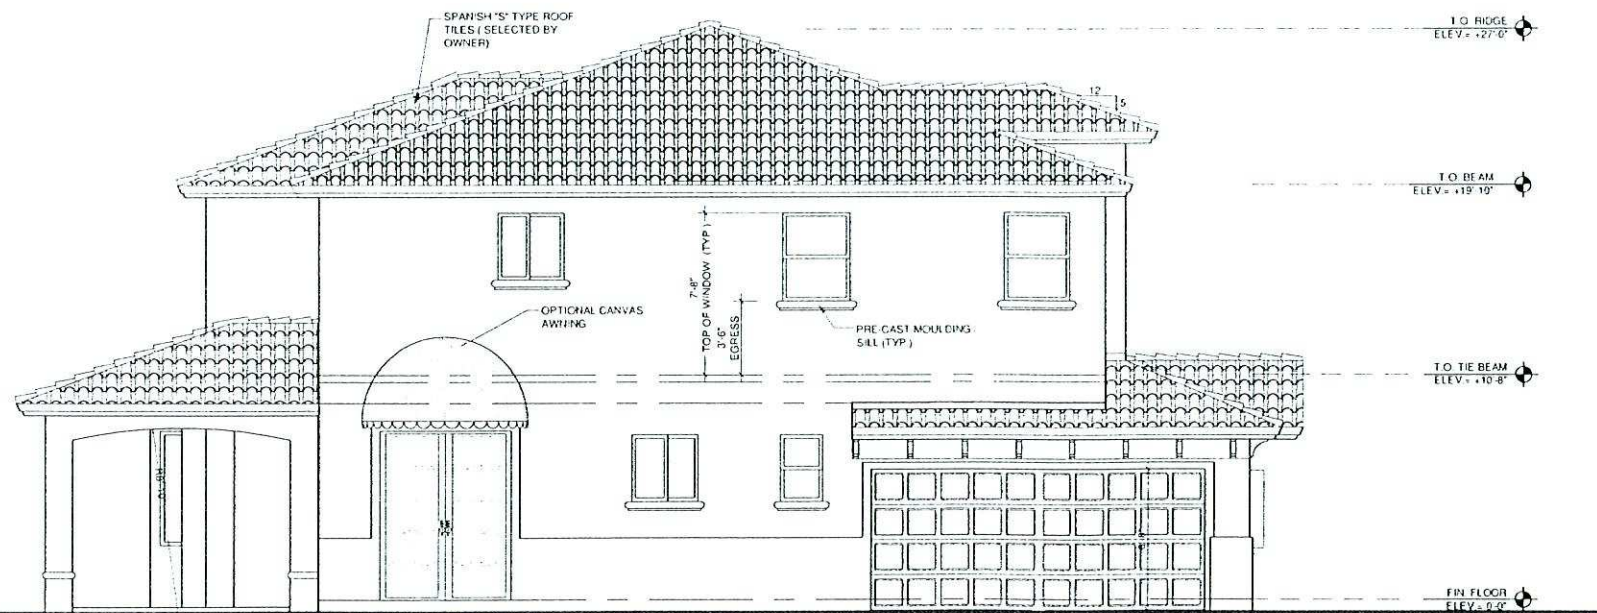 SPANISH "S" TYPE ROOF
TILES ( SELECTED BY
OWNER)
T.O. RIDGE
ELEV.= +27'-0"
12
5
T.O. BEAM
ELEV.= +19'-10"
7'-8"
TOP OF WINDOW (TYP.)
3'-6"
EGRESS
OPTIONAL CANVAS
AWNING
PRE-CAST MOULDING
SILL (TYP.)
T.O. TIE BEAM
ELEV.= +10'-8"
FIN. FLOOR
ELEV.= 0'-0"